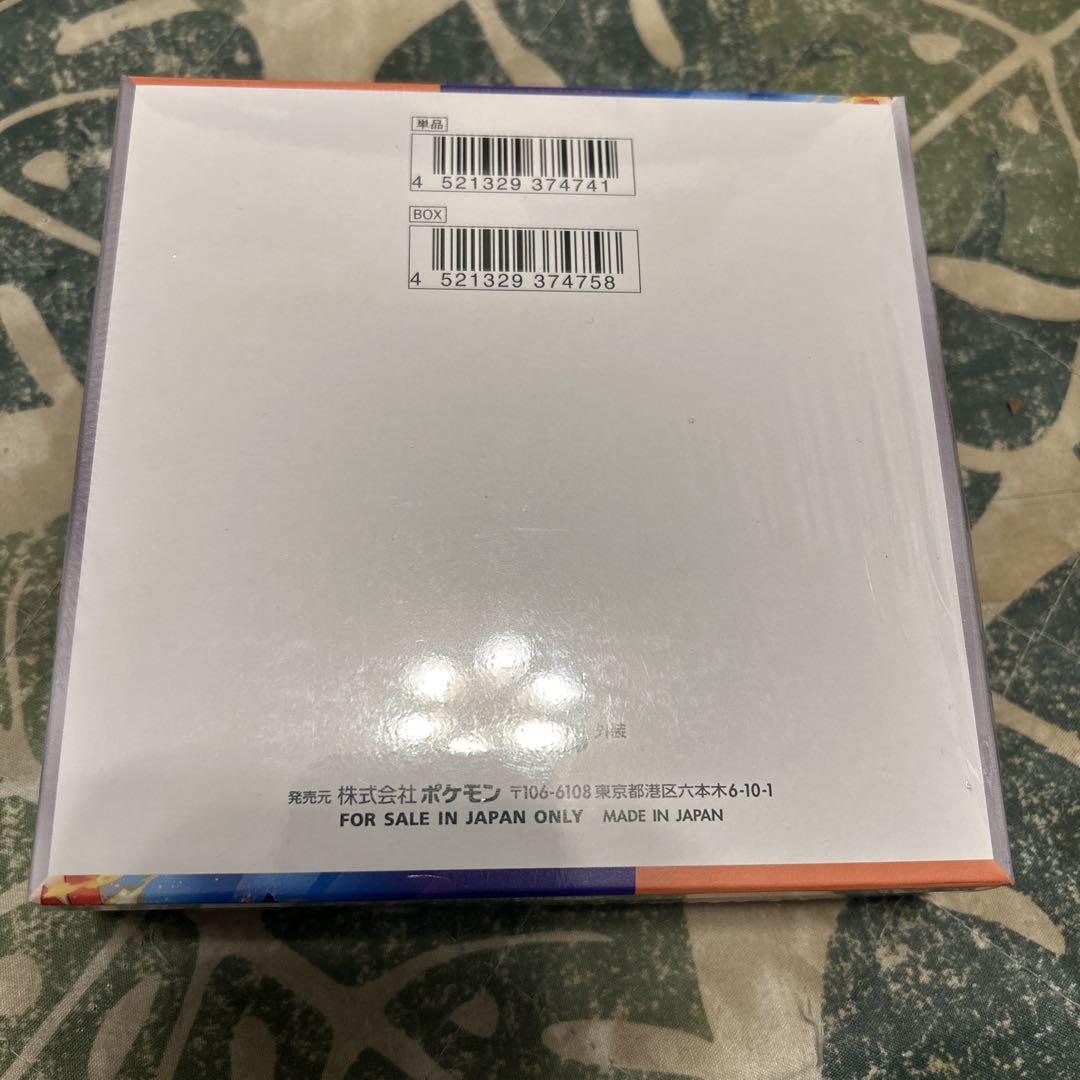 単品
4 521329 374741
BOX
4 521329 374758
外装
発売元 株式会社 ポケモン 〒106-6108 東京都港区六本木6-10-1
FOR SALE IN JAPAN ONLY MADE IN JAPAN